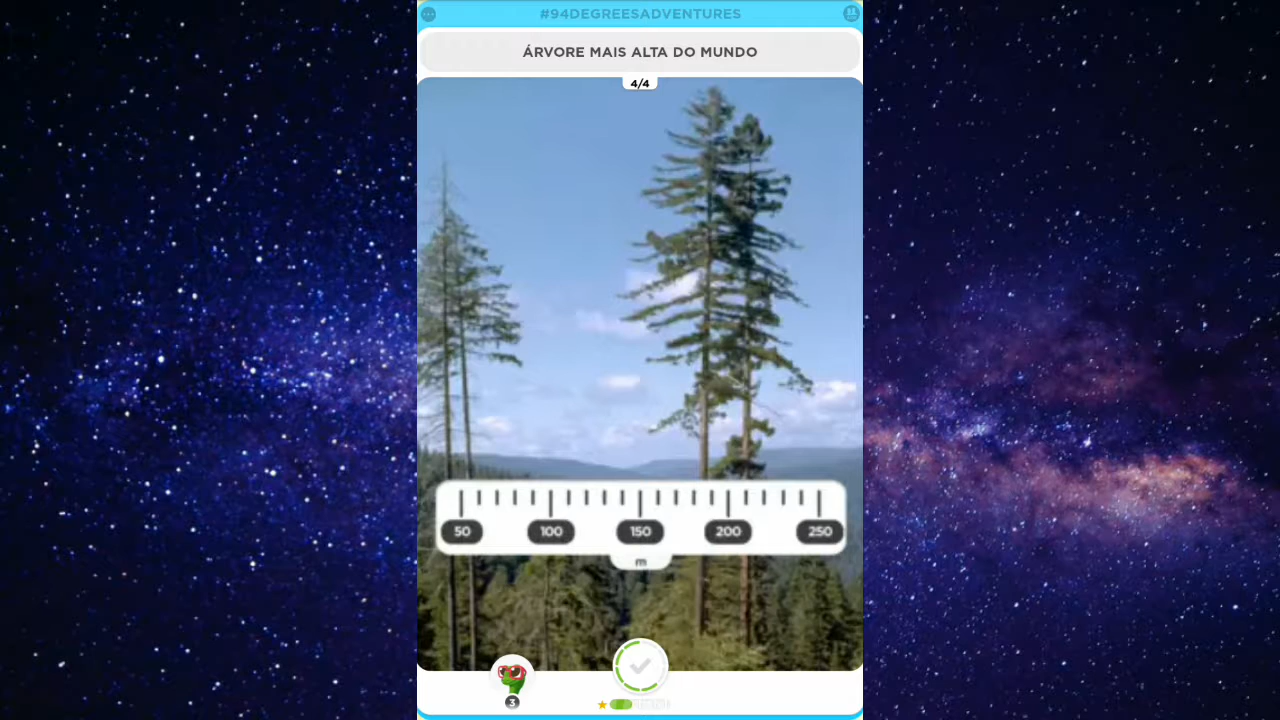 #94DEGREESADVENTURES
ÁRVORE MAIS ALTA DO MUNDO
4/4
50 100 150 200 250
m
3